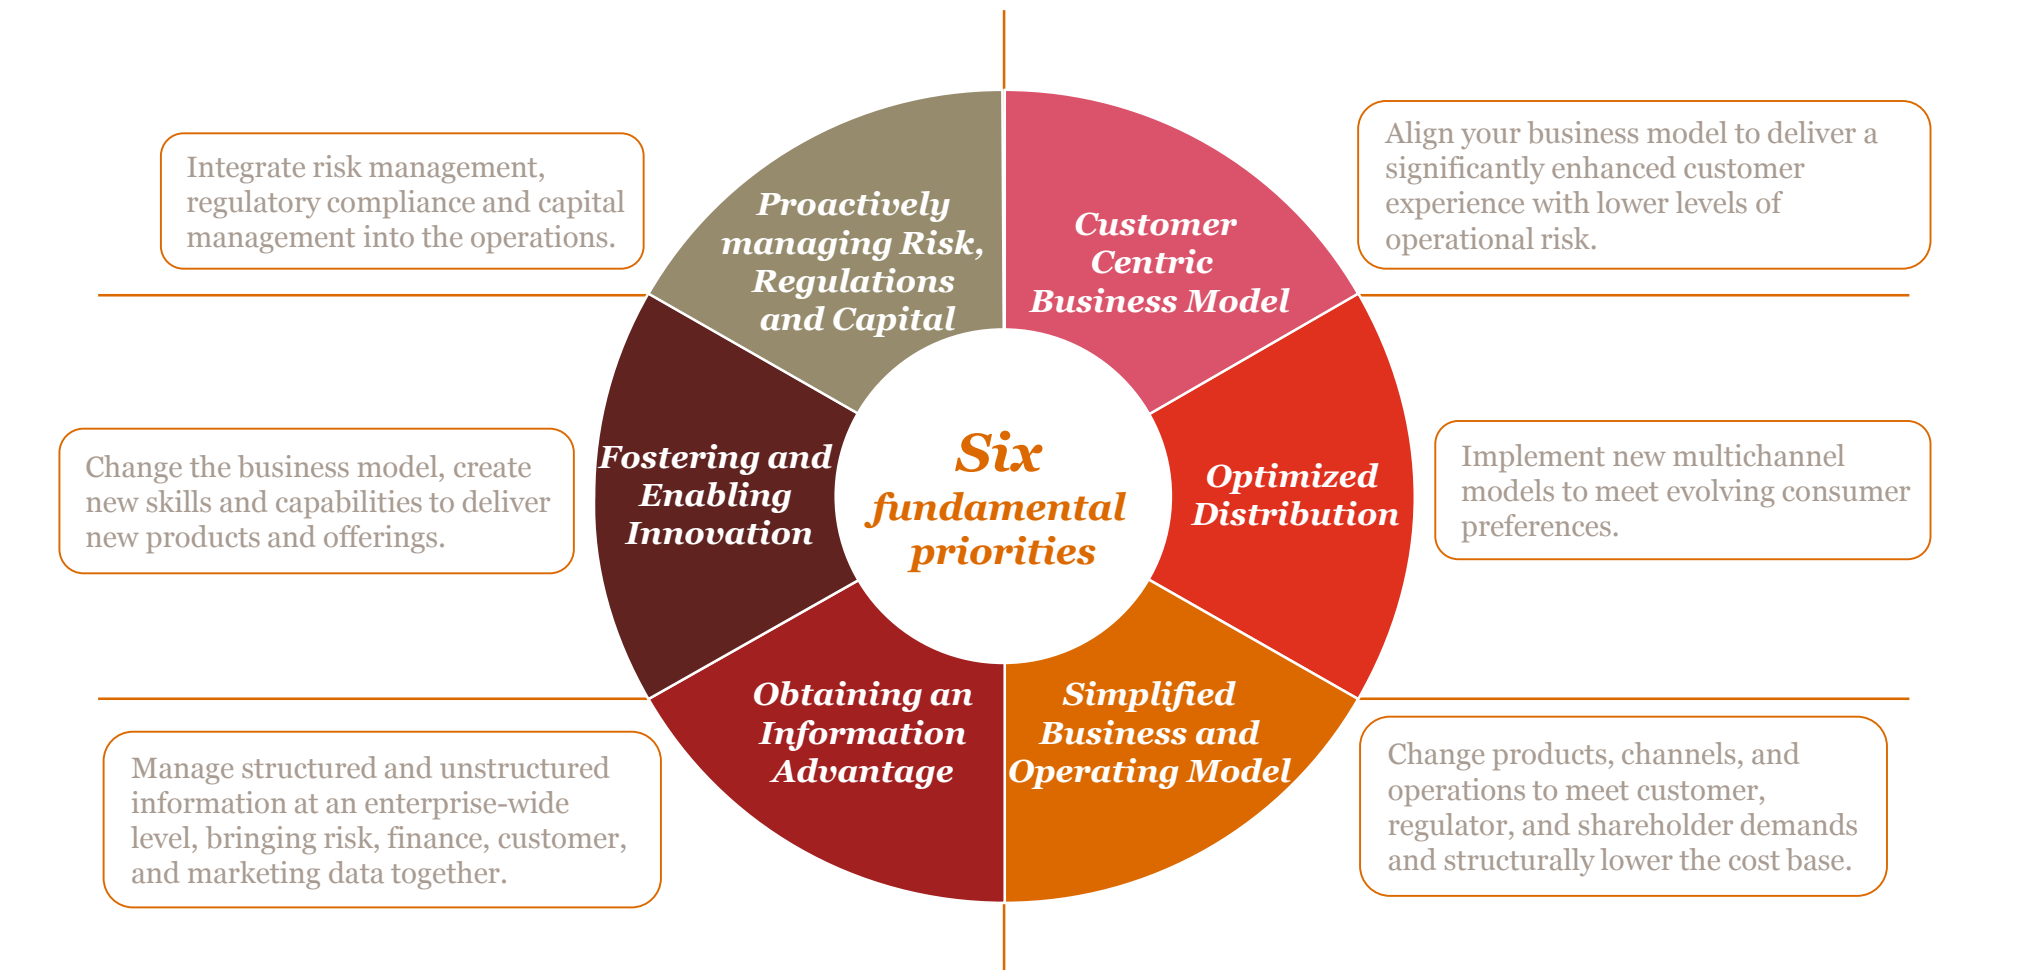 Six
fundamental
priorities
Customer
Centric
Business Model
Align your business model to deliver a
significantly enhanced customer
experience with lower levels of
operational risk.
Optimized
Distribution
Implement new multichannel
models to meet evolving consumer
preferences.
Simplified
Business and
Operating Model
Change products, channels, and
operations to meet customer,
regulator, and shareholder demands
and structurally lower the cost base.
Obtaining an
Information
Advantage
Manage structured and unstructured
information at an enterprise-wide
level, bringing risk, finance, customer,
and marketing data together.
Fostering and
Enabling
Innovation
Change the business model, create
new skills and capabilities to deliver
new products and offerings.
Proactively
managing Risk,
Regulations
and Capital
Integrate risk management,
regulatory compliance and capital
management into the operations.